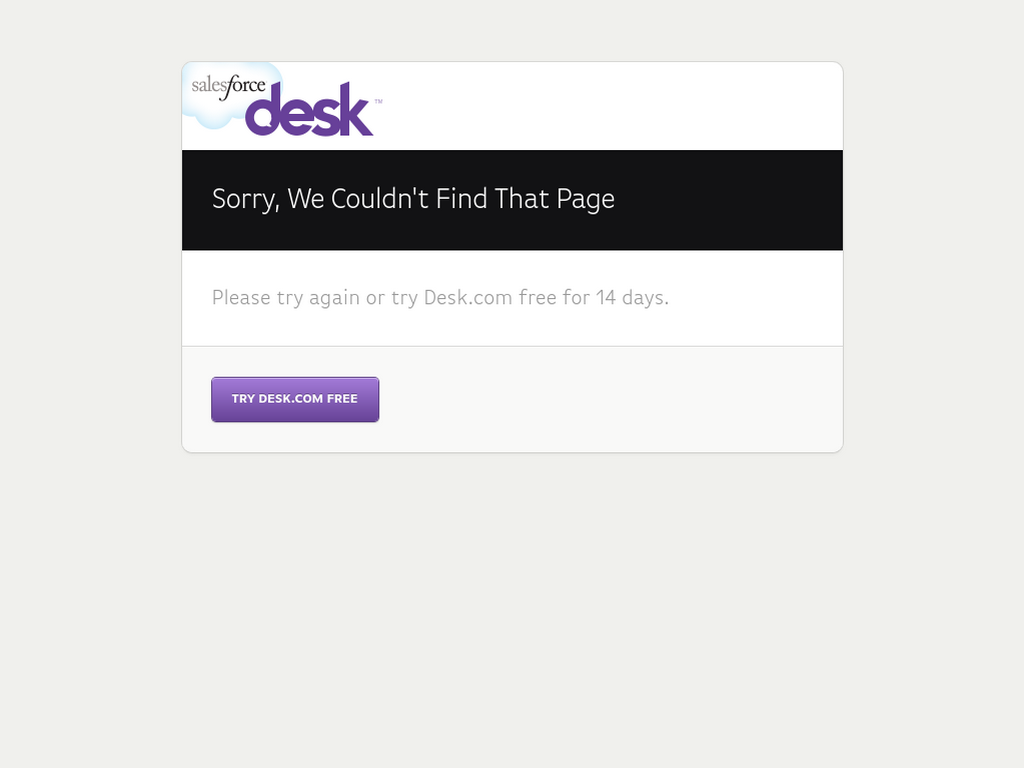 salesforce
desk™
Sorry, We Couldn't Find That Page
Please try again or try Desk.com free for 14 days.
TRY DESK.COM FREE